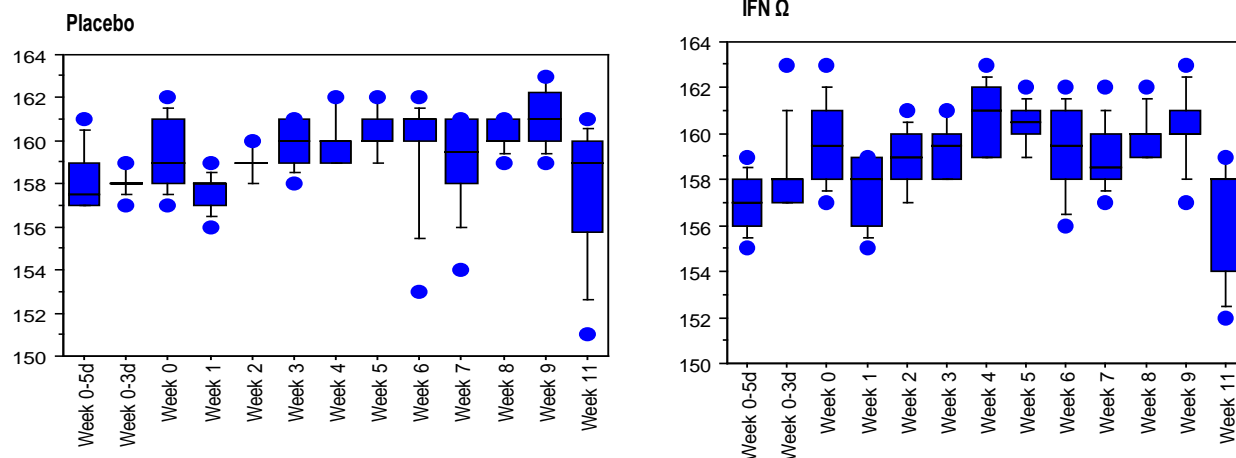 Placebo
164
162
160
158
156
154
152
150
Week 0-5d
Week 0-3d
Week 0
Week 1
Week 2
Week 3
Week 4
Week 5
Week 6
Week 7
Week 8
Week 9
Week 11
IFN Ω
164
162
160
158
156
154
152
150
Week 0-5d
Week 0-3d
Week 0
Week 1
Week 2
Week 3
Week 4
Week 5
Week 6
Week 7
Week 8
Week 9
Week 11